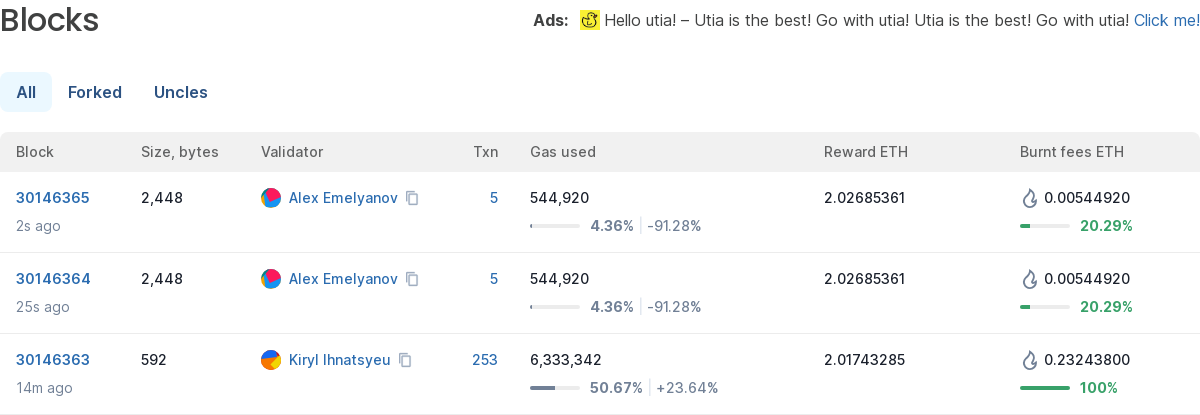 Blocks
Ads: Hello utia! – Utia is the best! Go with utia! Utia is the best! Go with utia! Click me!
All Forked Uncles
Block Size, bytes Validator Txn Gas used Reward ETH Burnt fees ETH
30146365 2,448 Alex Emelyanov 5 544,920 2.02685361 0.00544920
2s ago 4.36% -91.28% 20.29%
30146364 2,448 Alex Emelyanov 5 544,920 2.02685361 0.00544920
25s ago 4.36% -91.28% 20.29%
30146363 592 Kiryl Ihnatsyeu 253 6,333,342 2.01743285 0.23243800
14m ago 50.67% +23.64% 100%